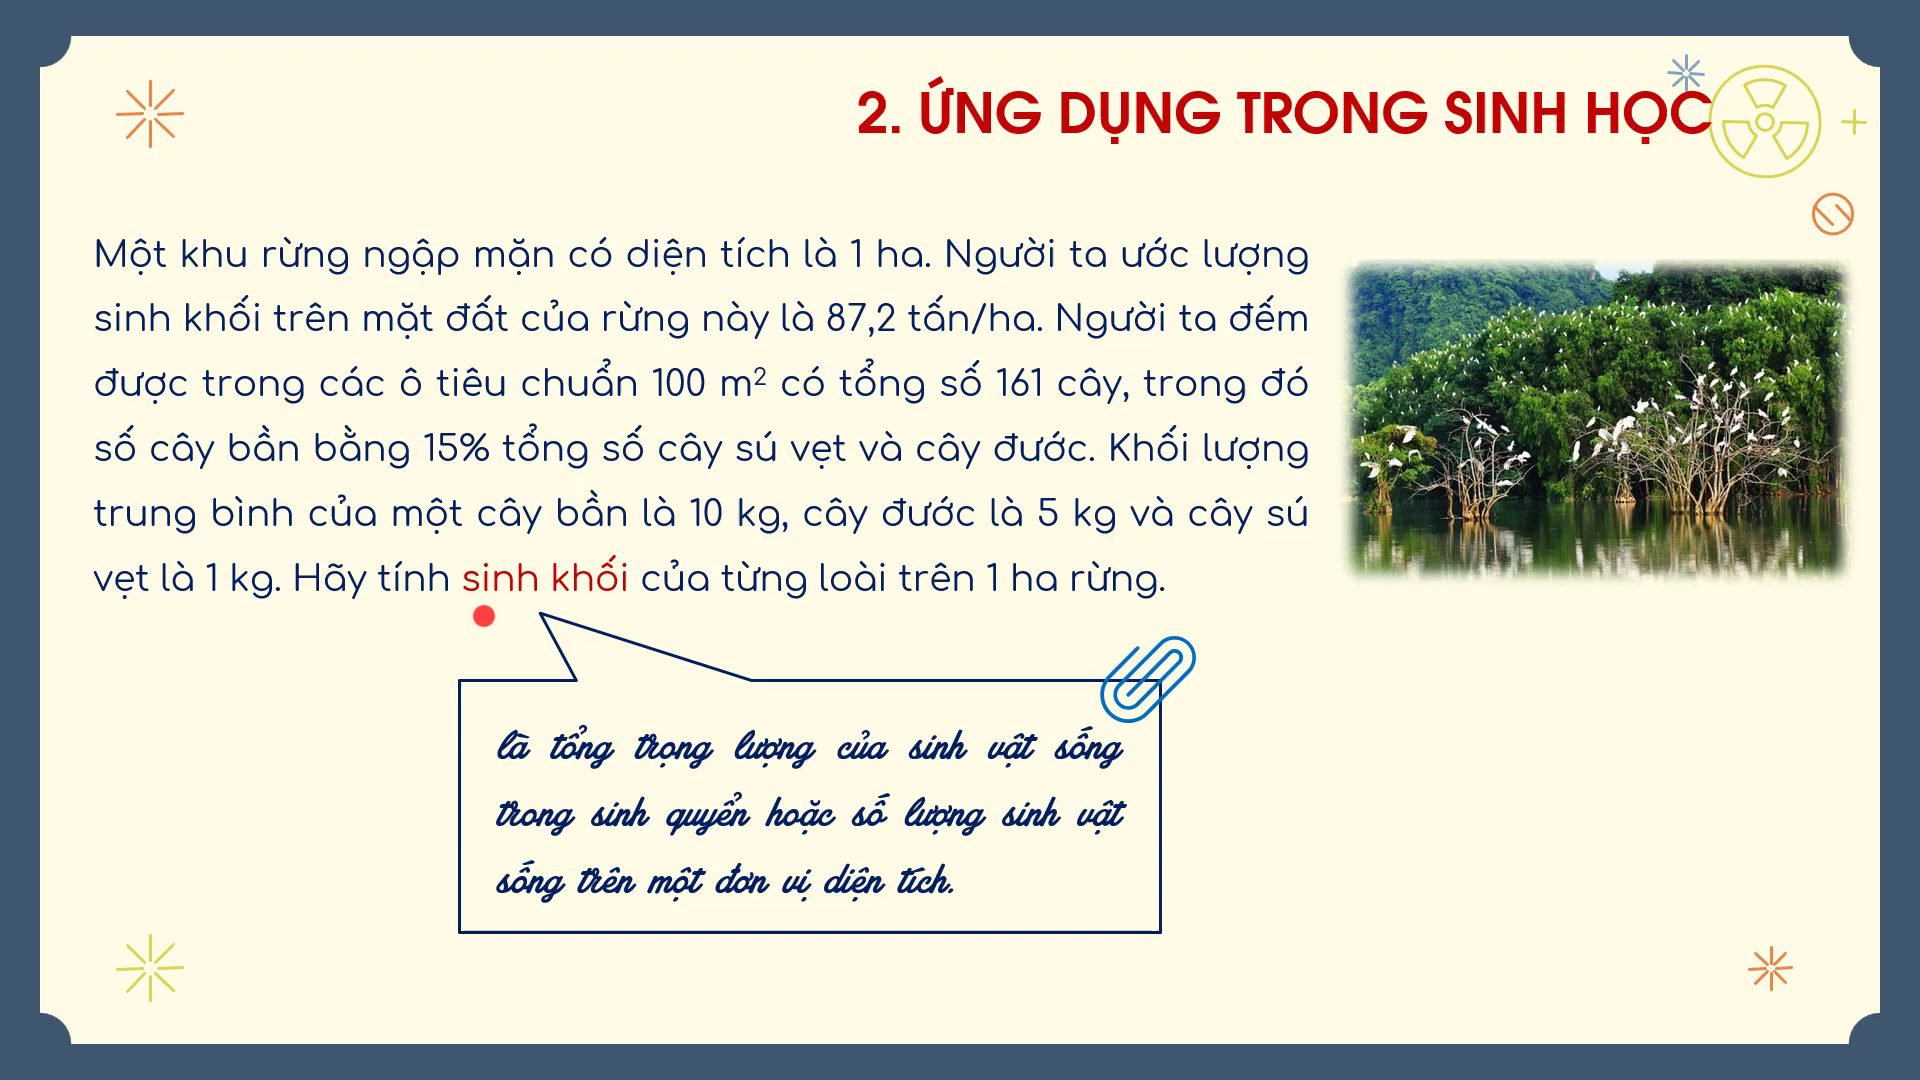 2. ỨNG DỤNG TRONG SINH HỌC
Một khu rừng ngập mặn có diện tích là 1 ha. Người ta ước lượng
sinh khối trên mặt đất của rừng này là 87,2 tấn/ha. Người ta đếm
được trong các ô tiêu chuẩn 100 m² có tổng số 161 cây, trong đó
số cây bần bằng 15% tổng số cây sú vẹt và cây đước. Khối lượng
trung bình của một cây bần là 10 kg, cây đước là 5 kg và cây sú
vẹt là 1 kg. Hãy tính sinh khối của từng loài trên 1 ha rừng.
là tổng trọng lượng của sinh vật sống
trong sinh quyển hoặc số lượng sinh vật
sống trên một đơn vị diện tích.